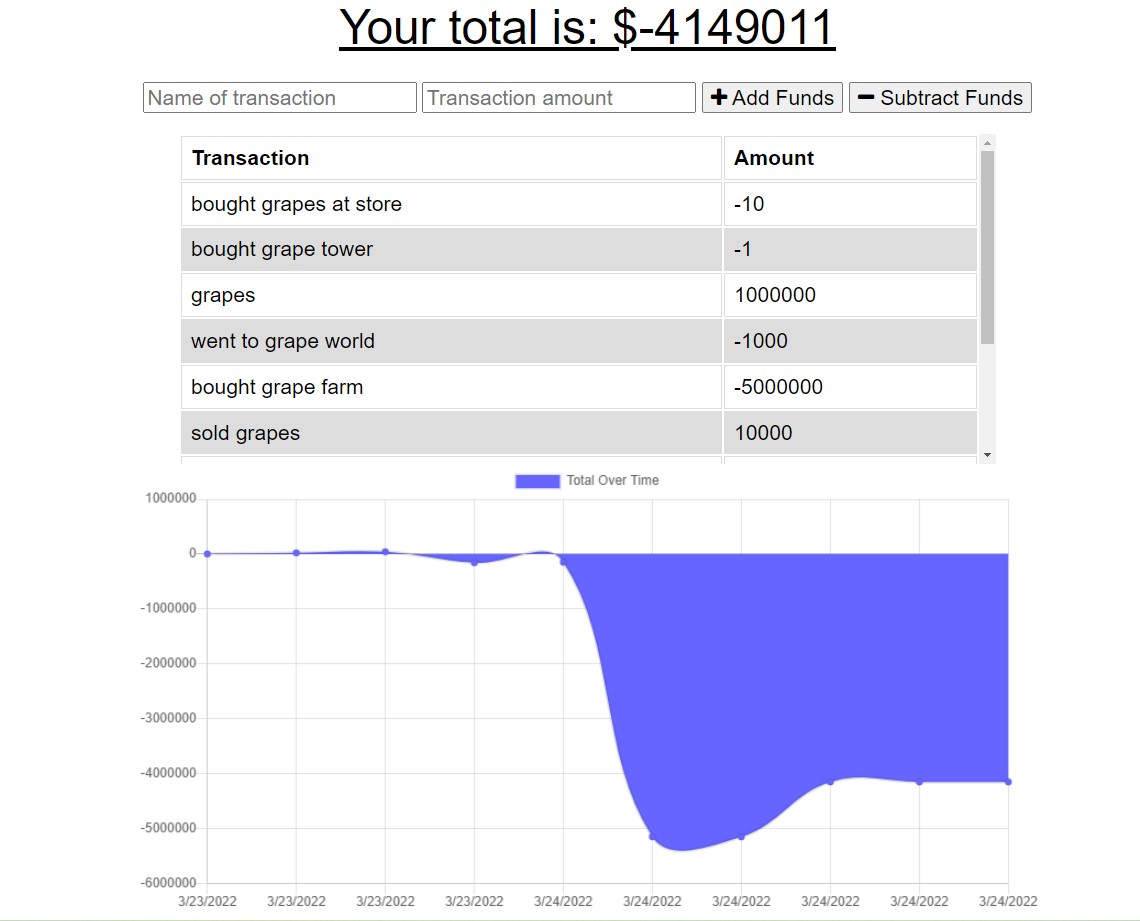 Your total is: $-4149011
Name of transaction Transaction amount Add Funds Subtract Funds
Transaction Amount
bought grapes at store -10
bought grape tower -1
grapes 1000000
went to grape world -1000
bought grape farm -5000000
sold grapes 10000
Total Over Time
1000000
0
-1000000
-2000000
-3000000
-4000000
-5000000
-6000000
3/23/2022 3/23/2022 3/23/2022 3/23/2022 3/24/2022 3/24/2022 3/24/2022 3/24/2022 3/24/2022 3/24/2022